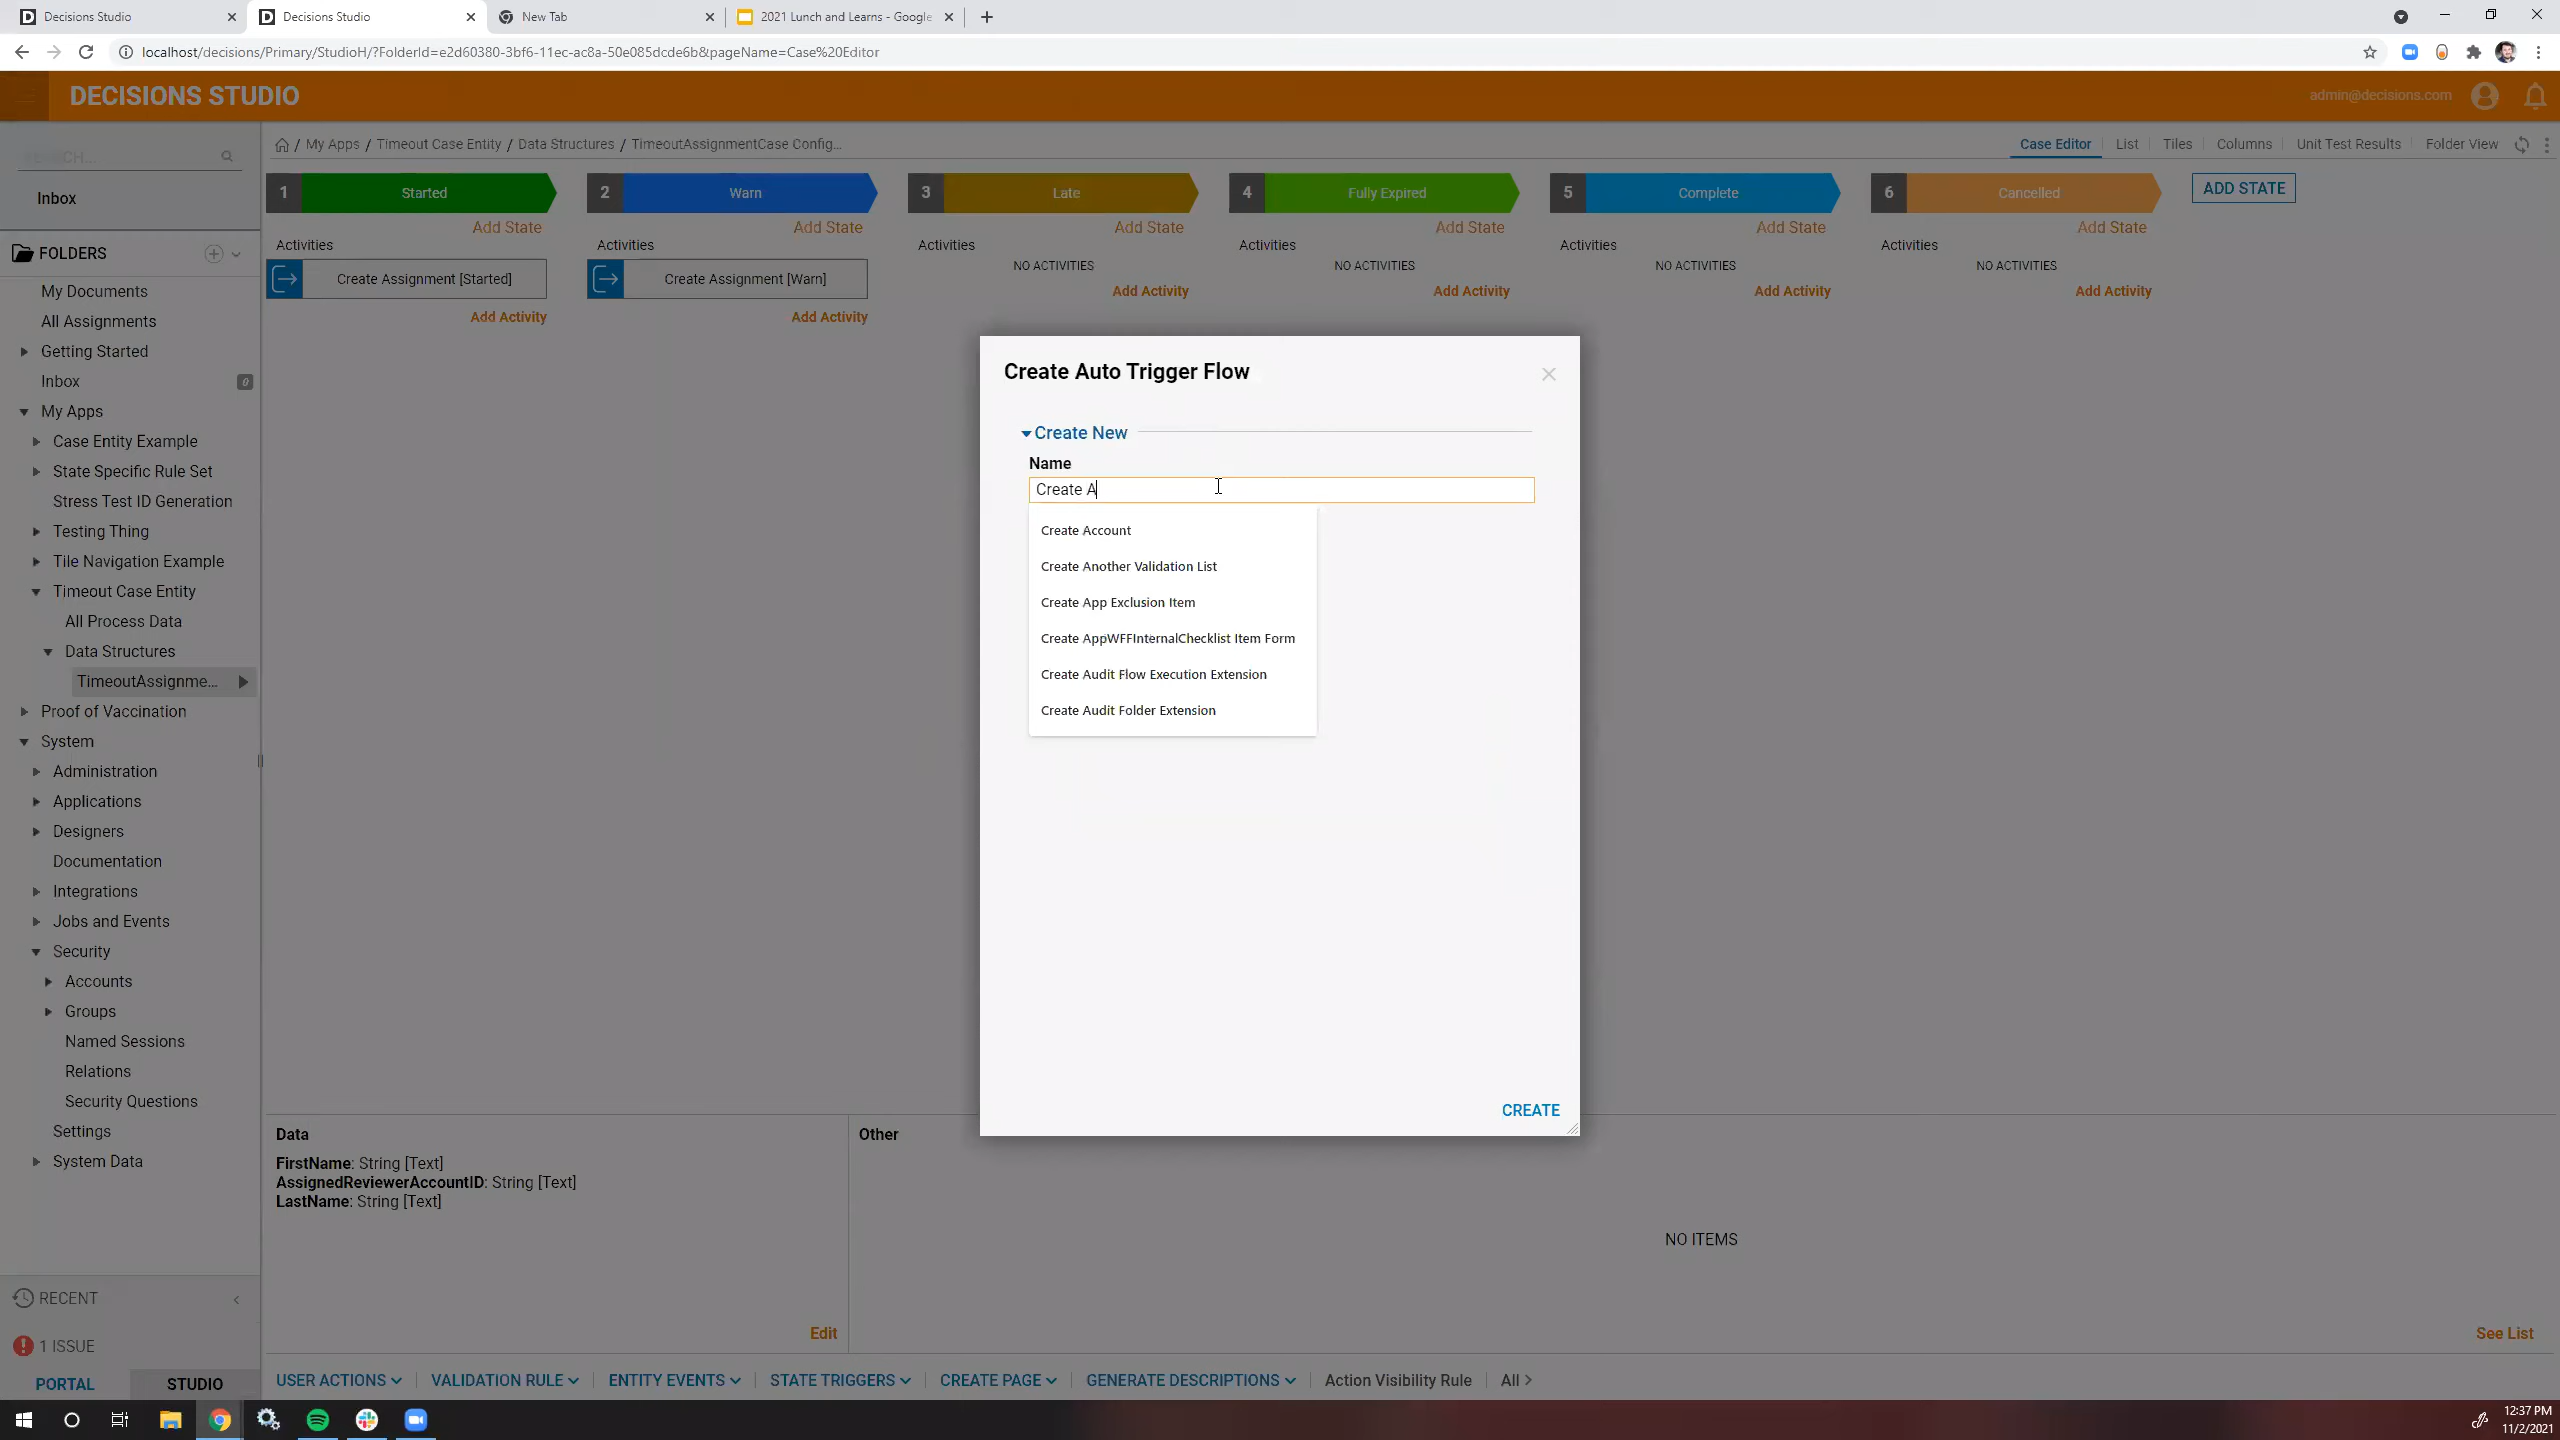 Decisions Studio
Decisions Studio
New Tab
2021 Lunch and Learns - Google
localhost/decisions/Primary/StudioH/?FolderId=e2d60380-3bf6-11ec-ac8a-50e085dcde6b&pageName=Case%20Editor
DECISIONS STUDIO
admin@decisions.com
/ My Apps / Timeout Case Entity / Data Structures / TimeoutAssignmentCase Config...
Case Editor List Tiles Columns Unit Test Results Folder View
1 Started
2 Warn
3 Late
4 Fully Expired
5 Complete
6 Cancelled
ADD STATE
Add State Add State Add State Add State Add State Add State
Activities Activities Activities Activities Activities Activities
Create Assignment [Started]
Create Assignment [Warn]
NO ACTIVITIES NO ACTIVITIES NO ACTIVITIES NO ACTIVITIES
Add Activity Add Activity Add Activity Add Activity
Add Activity Add Activity
Inbox
FOLDERS
My Documents
All Assignments
Getting Started
Inbox 0
My Apps
Case Entity Example
State Specific Rule Set
Stress Test ID Generation
Testing Thing
Tile Navigation Example
Timeout Case Entity
All Process Data
Data Structures
TimeoutAssignme...
Proof of Vaccination
System
Administration
Applications
Designers
Documentation
Integrations
Jobs and Events
Security
Accounts
Groups
Named Sessions
Relations
Security Questions
Settings
System Data
RECENT
1 ISSUE
PORTAL STUDIO
Create Auto Trigger Flow
Create New
Name
Create A
Create Account
Create Another Validation List
Create App Exclusion Item
Create AppWFFInternalChecklist Item Form
Create Audit Flow Execution Extension
Create Audit Folder Extension
CREATE
Data
FirstName: String [Text]
AssignedReviewerAccountID: String [Text]
LastName: String [Text]
Edit
Other
NO ITEMS
See List
USER ACTIONS VALIDATION RULE ENTITY EVENTS STATE TRIGGERS CREATE PAGE GENERATE DESCRIPTIONS Action Visibility Rule All >
12:37 PM
11/2/2021